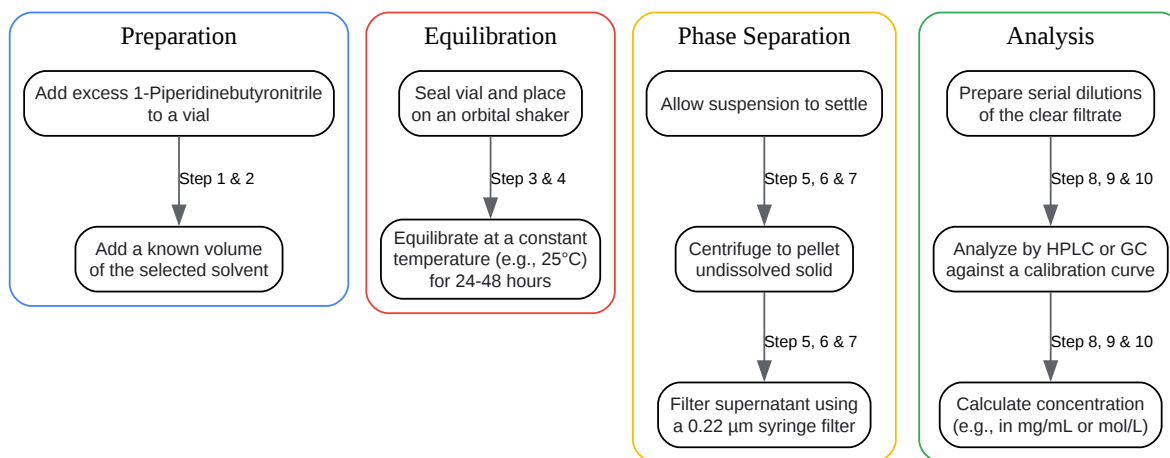 Preparation
Add excess 1-Piperidinebutyronitrile
to a vial
Step 1 & 2
Add a known volume
of the selected solvent
Equilibration
Seal vial and place
on an orbital shaker
Step 3 & 4
Equilibrate at a constant
temperature (e.g., 25°C)
for 24-48 hours
Phase Separation
Allow suspension to settle
Step 5, 6 & 7
Centrifuge to pellet
undissolved solid
Step 5, 6 & 7
Filter supernatant using
a 0.22 µm syringe filter
Analysis
Prepare serial dilutions
of the clear filtrate
Step 8, 9 & 10
Analyze by HPLC or GC
against a calibration curve
Step 8, 9 & 10
Calculate concentration
(e.g., in mg/mL or mol/L)